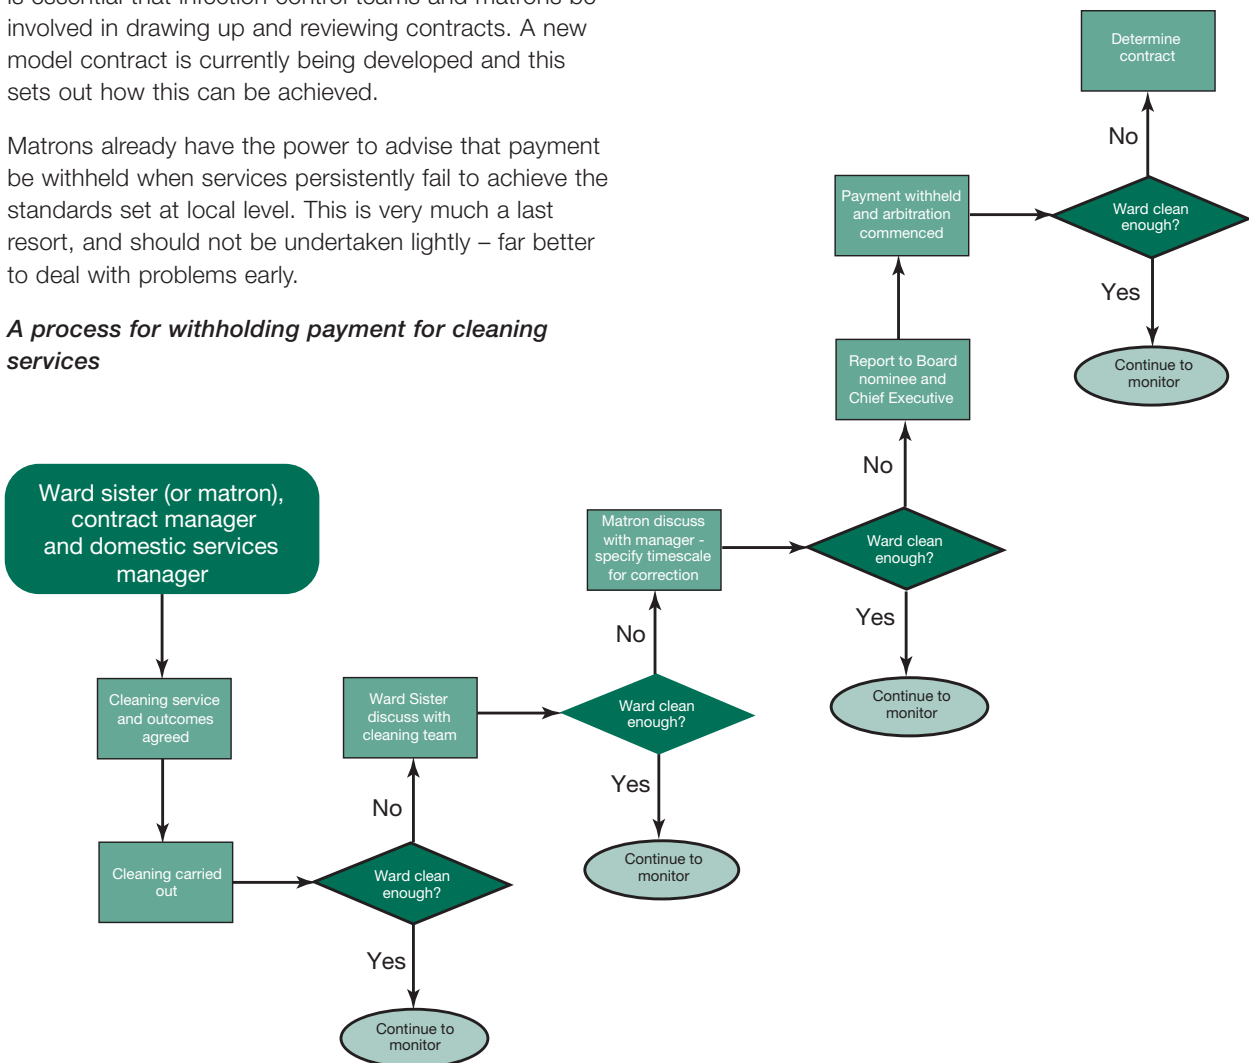 is essential that infection control teams and matrons be
involved in drawing up and reviewing contracts. A new
model contract is currently being developed and this
sets out how this can be achieved.
Matrons already have the power to advise that payment
be withheld when services persistently fail to achieve the
standards set at local level. This is very much a last
resort, and should not be undertaken lightly – far better
to deal with problems early.
A process for withholding payment for cleaning
services
Ward sister (or matron),
contract manager
and domestic services
manager
Cleaning service
and outcomes
agreed
Cleaning carried
out
Ward clean
enough?
Yes
Continue to
monitor
No
Ward Sister
discuss with
cleaning team
Ward clean
enough?
Yes
Continue to
monitor
No
Matron discuss
with manager -
specify timescale
for correction
Ward clean
enough?
Yes
Continue to
monitor
No
Report to Board
nominee and
Chief Executive
Payment withheld
and arbitration
commenced
Ward clean
enough?
Yes
Continue to
monitor
No
Determine
contract